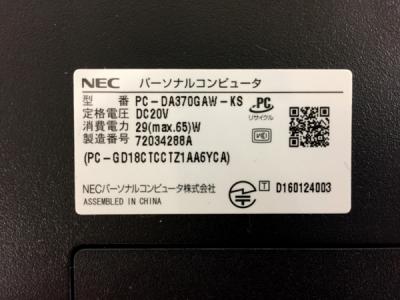 NEC パーソナルコンピュータ
型番 PC-DA370GAW-KS
定格電圧 DC20V
消費電力 29(max.65)W
製造番号 72034288A
(PC-GD18CTCCTZ1AA6YCA)
PC
リサイクル
VCCI
NECパーソナルコンピュータ株式会社
ASSEMBLED IN CHINA
T D160124003